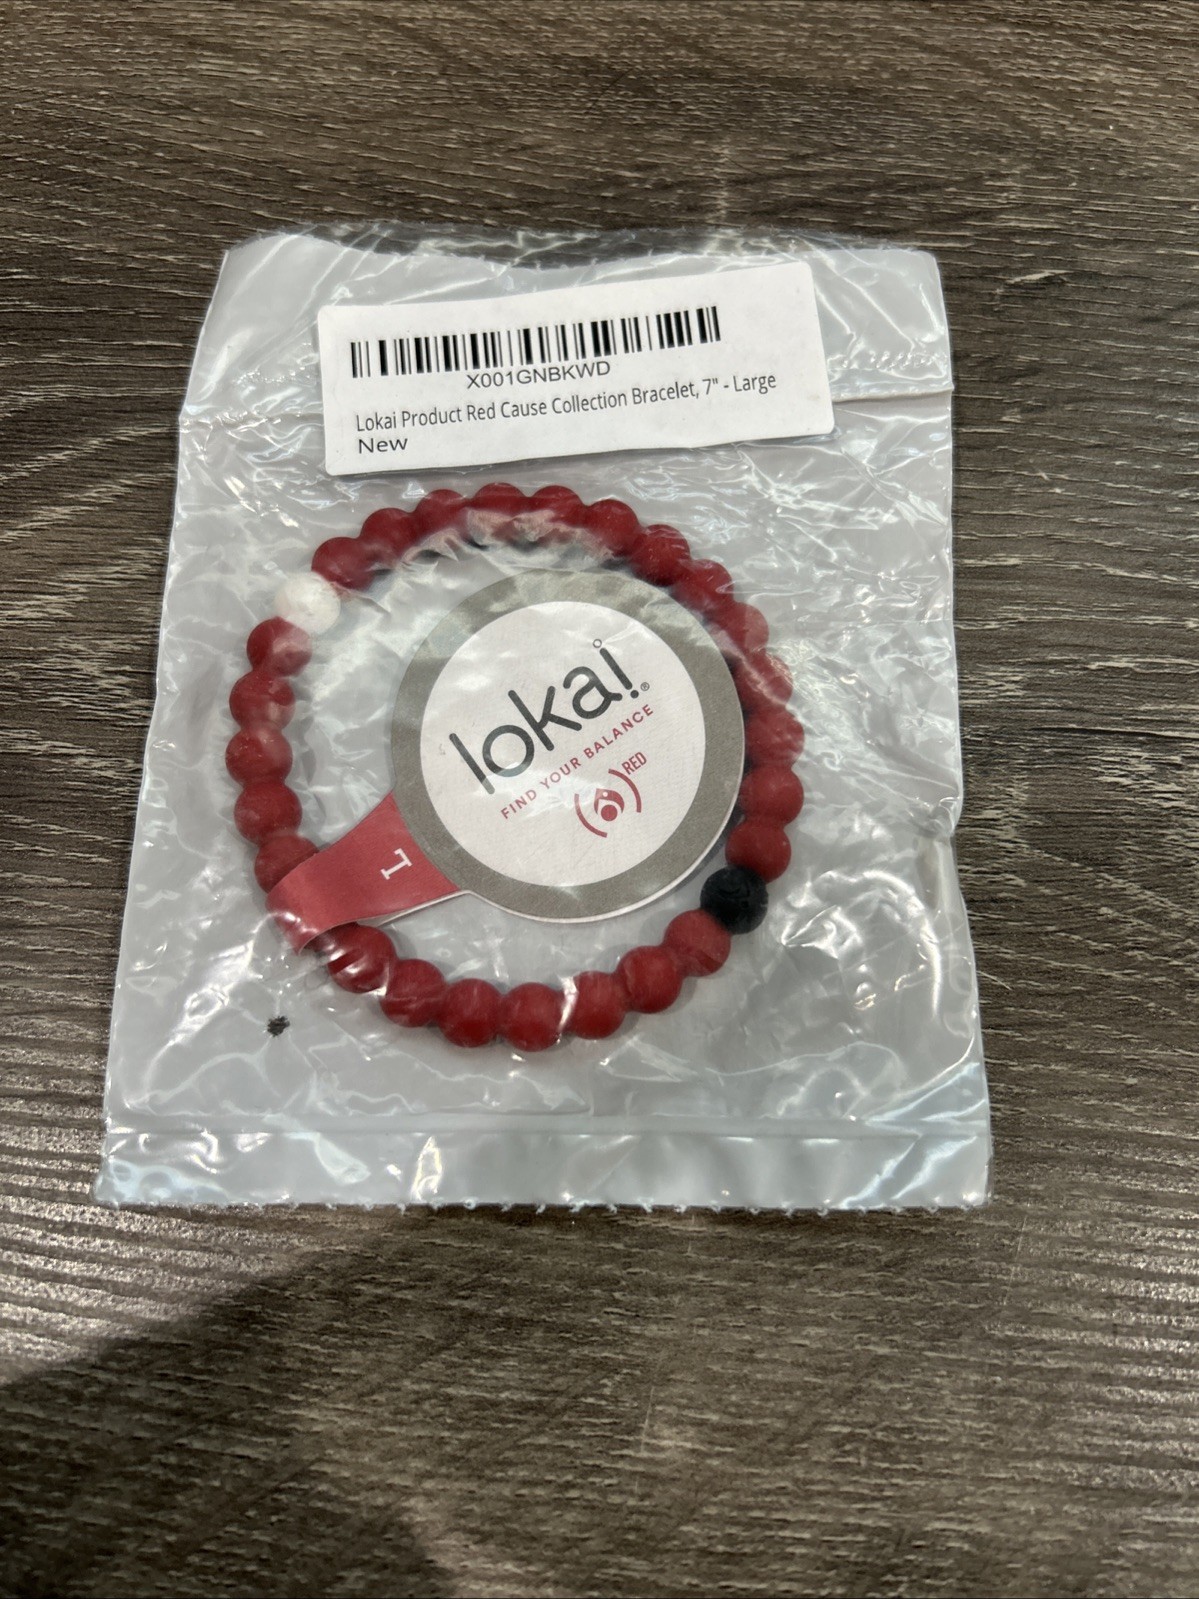 X001GNBKWD
Lokai Product Red Cause Collection Bracelet, 7" - Large
New
lokai®
FIND YOUR BALANCE
RED
L